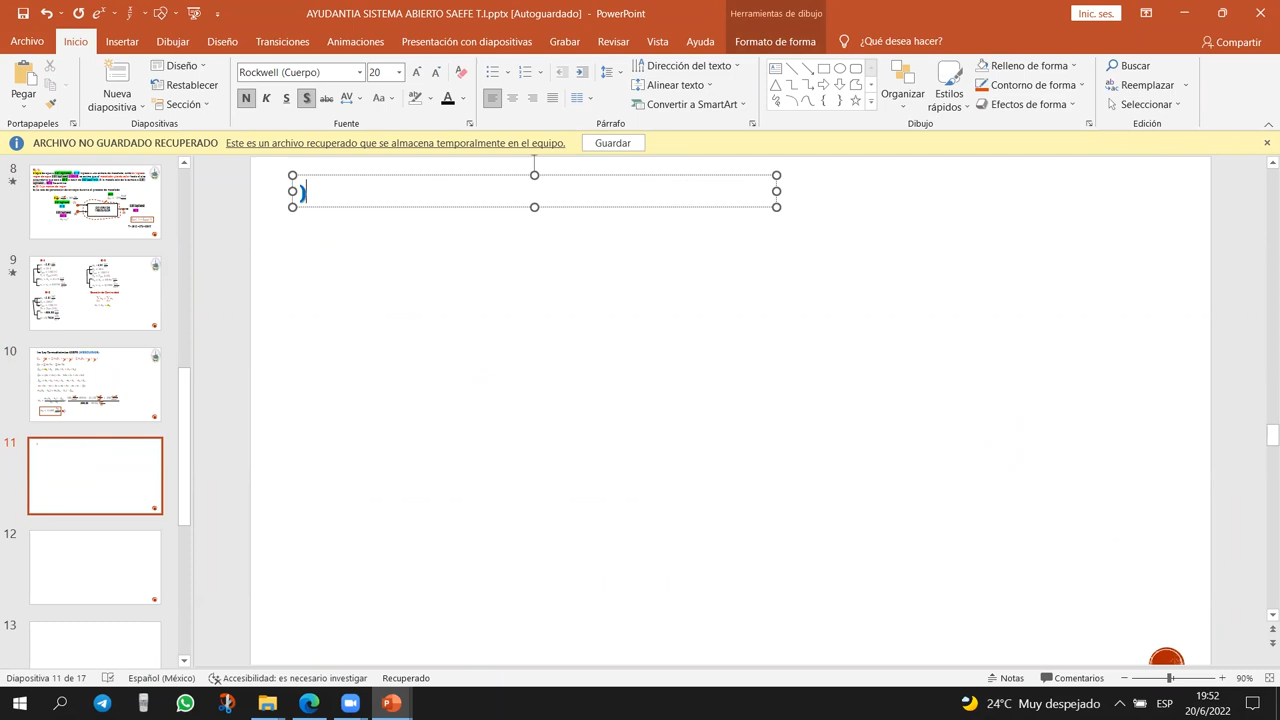 AYUDANTIA SISTEMA ABIERTO SAEFE T.I.pptx [Autoguardado] - PowerPoint
Herramientas de dibujo
Inic. ses.
Archivo Inicio Insertar Dibujar Diseño Transiciones Animaciones Presentación con diapositivas Grabar Revisar Vista Ayuda Formato de forma ¿Qué desea hacer? Compartir
Pegar
Nueva diapositiva
Diseño
Restablecer
Sección
Rockwell (Cuerpo) 20
N K S S abc AV Aa A
Dirección del texto
Alinear texto
Convertir a SmartArt
Organizar
Estilos rápidos
Relleno de forma
Contorno de forma
Efectos de forma
Buscar
Reemplazar
Seleccionar
Portapapeles Diapositivas Fuente Párrafo Dibujo Edición
ARCHIVO NO GUARDADO RECUPERADO Este es un archivo recuperado que se almacena temporalmente en el equipo. Guardar
)
8
9
10
11
12
13
Diapositiva 11 de 17 Español (México) Accesibilidad: es necesario investigar Recuperado Notas Comentarios 90%
24°C Muy despejado ESP 19:52
20/6/2022